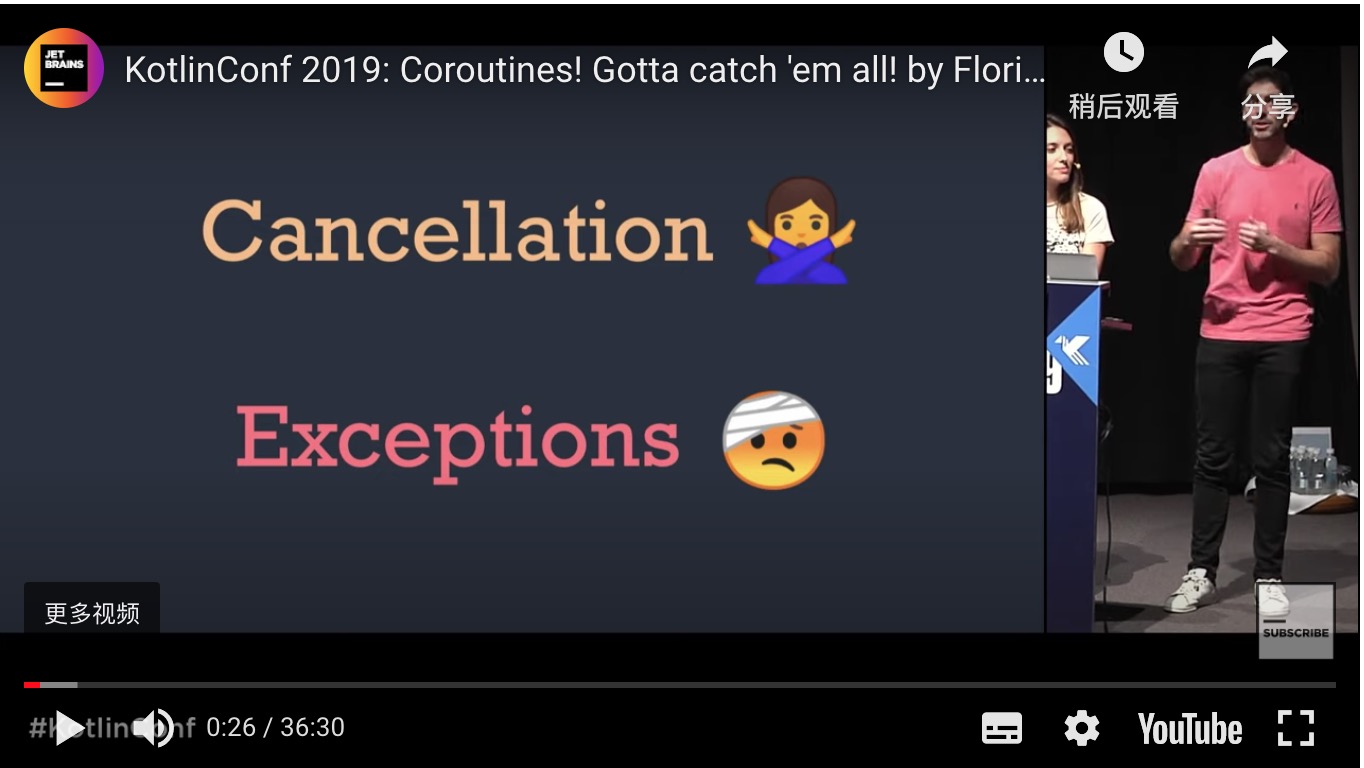 JET
BRAINS
KotlinConf 2019: Coroutines! Gotta catch 'em all! by Flori...
稍后观看
分享
Cancellation
Exceptions
y
更多视频
SUBSCRIBE
#KotlinConf
0:26 / 36:30
YouTube